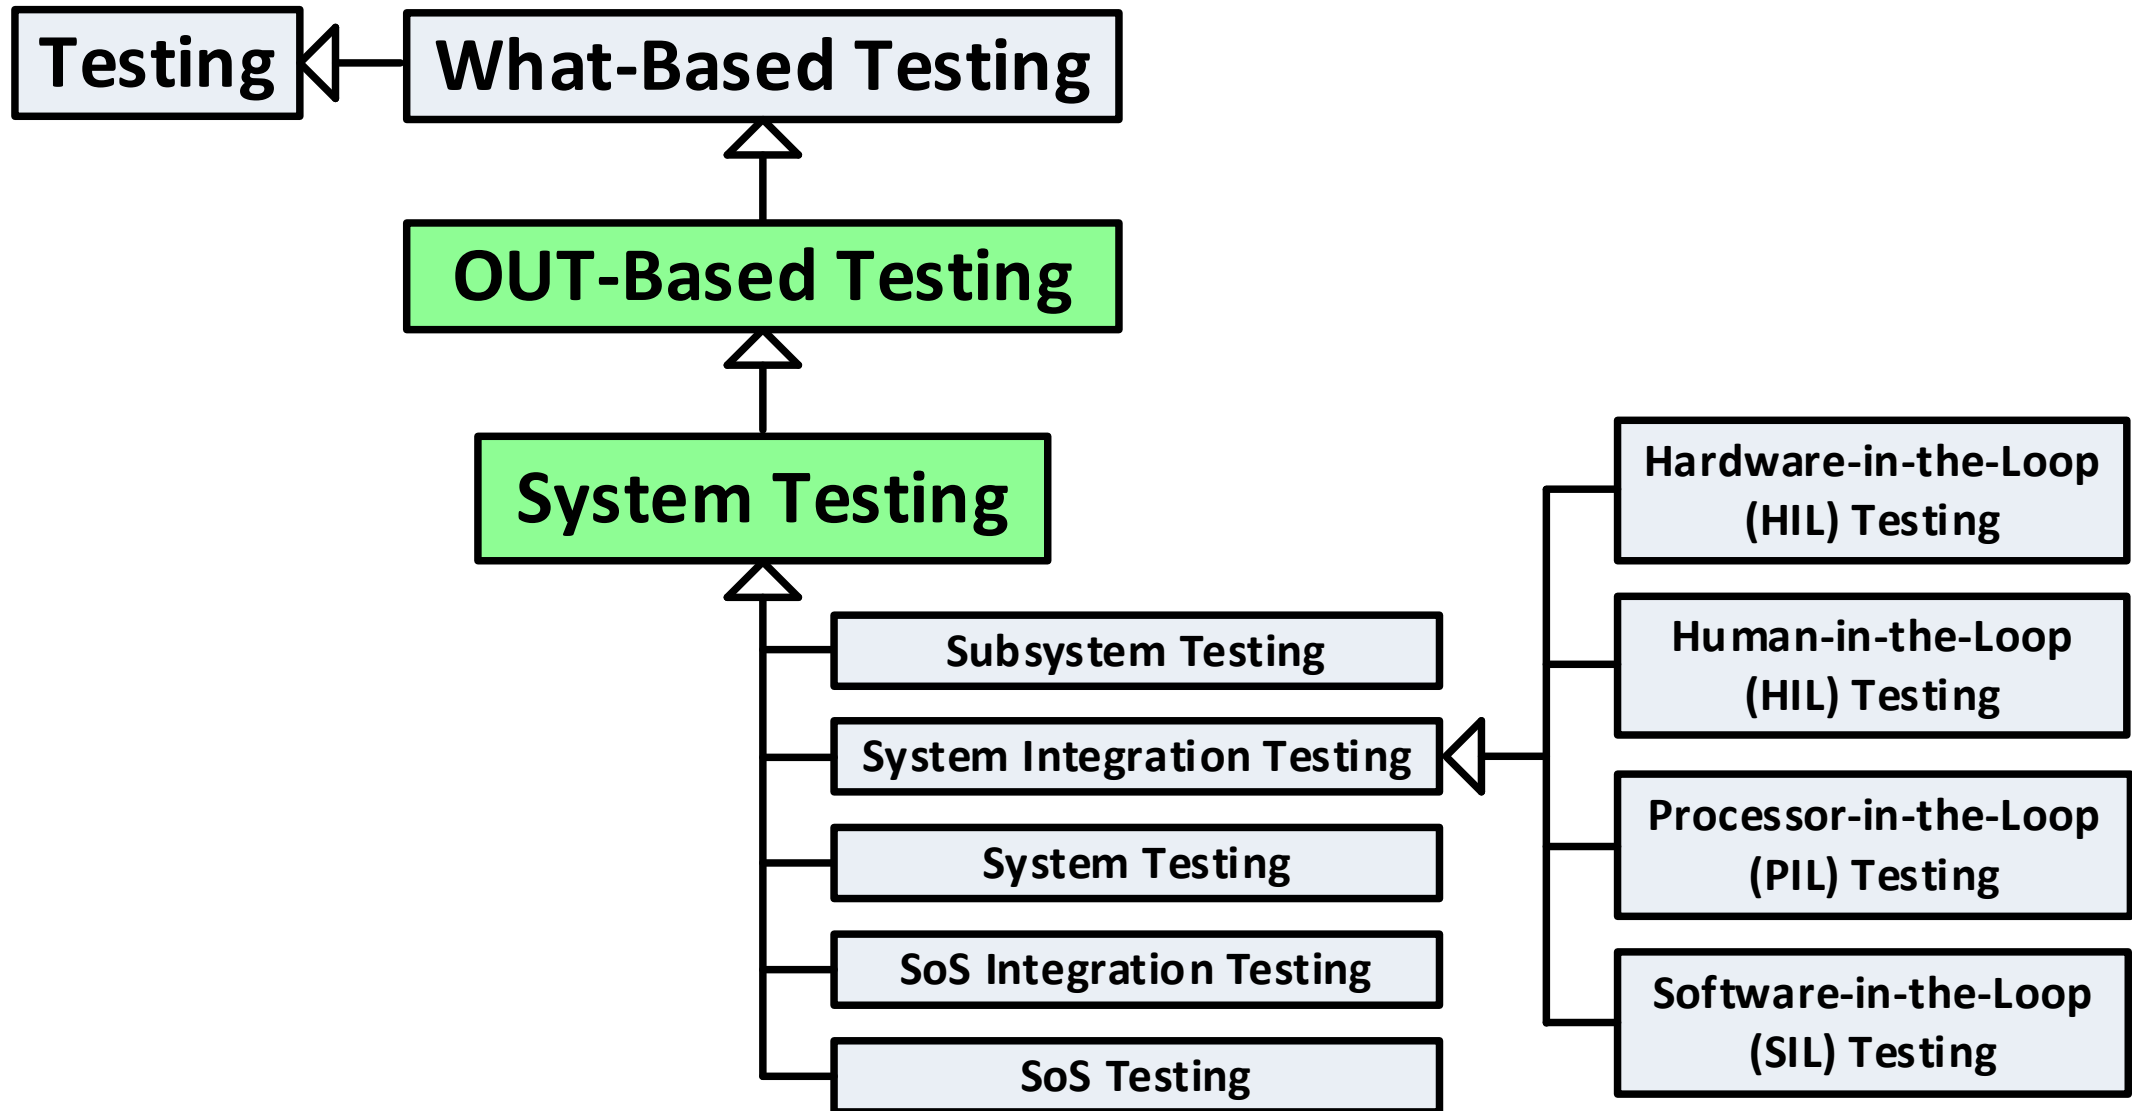 Testing
What-Based Testing
OUT-Based Testing
System Testing
Subsystem Testing
System Integration Testing
System Testing
SoS Integration Testing
SoS Testing
Hardware-in-the-Loop
(HIL) Testing
Human-in-the-Loop
(HIL) Testing
Processor-in-the-Loop
(PIL) Testing
Software-in-the-Loop
(SIL) Testing